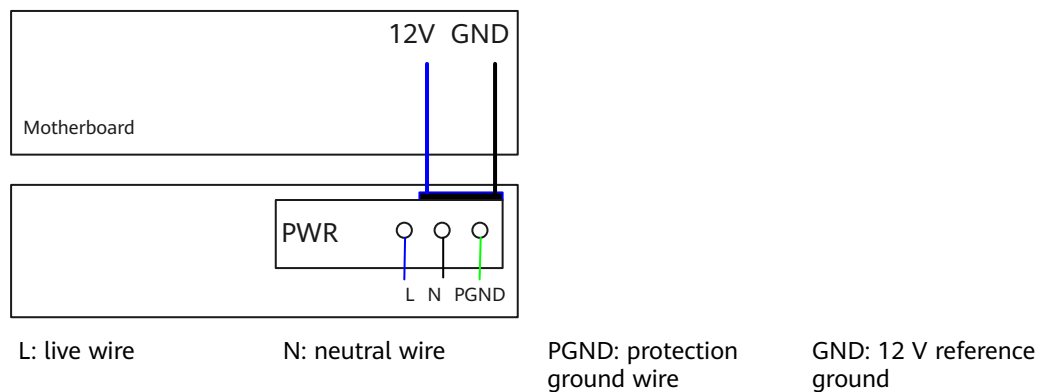 12V GND
Motherboard
PWR
L N PGND
L: live wire
N: neutral wire
PGND: protection
ground wire
GND: 12 V reference
ground